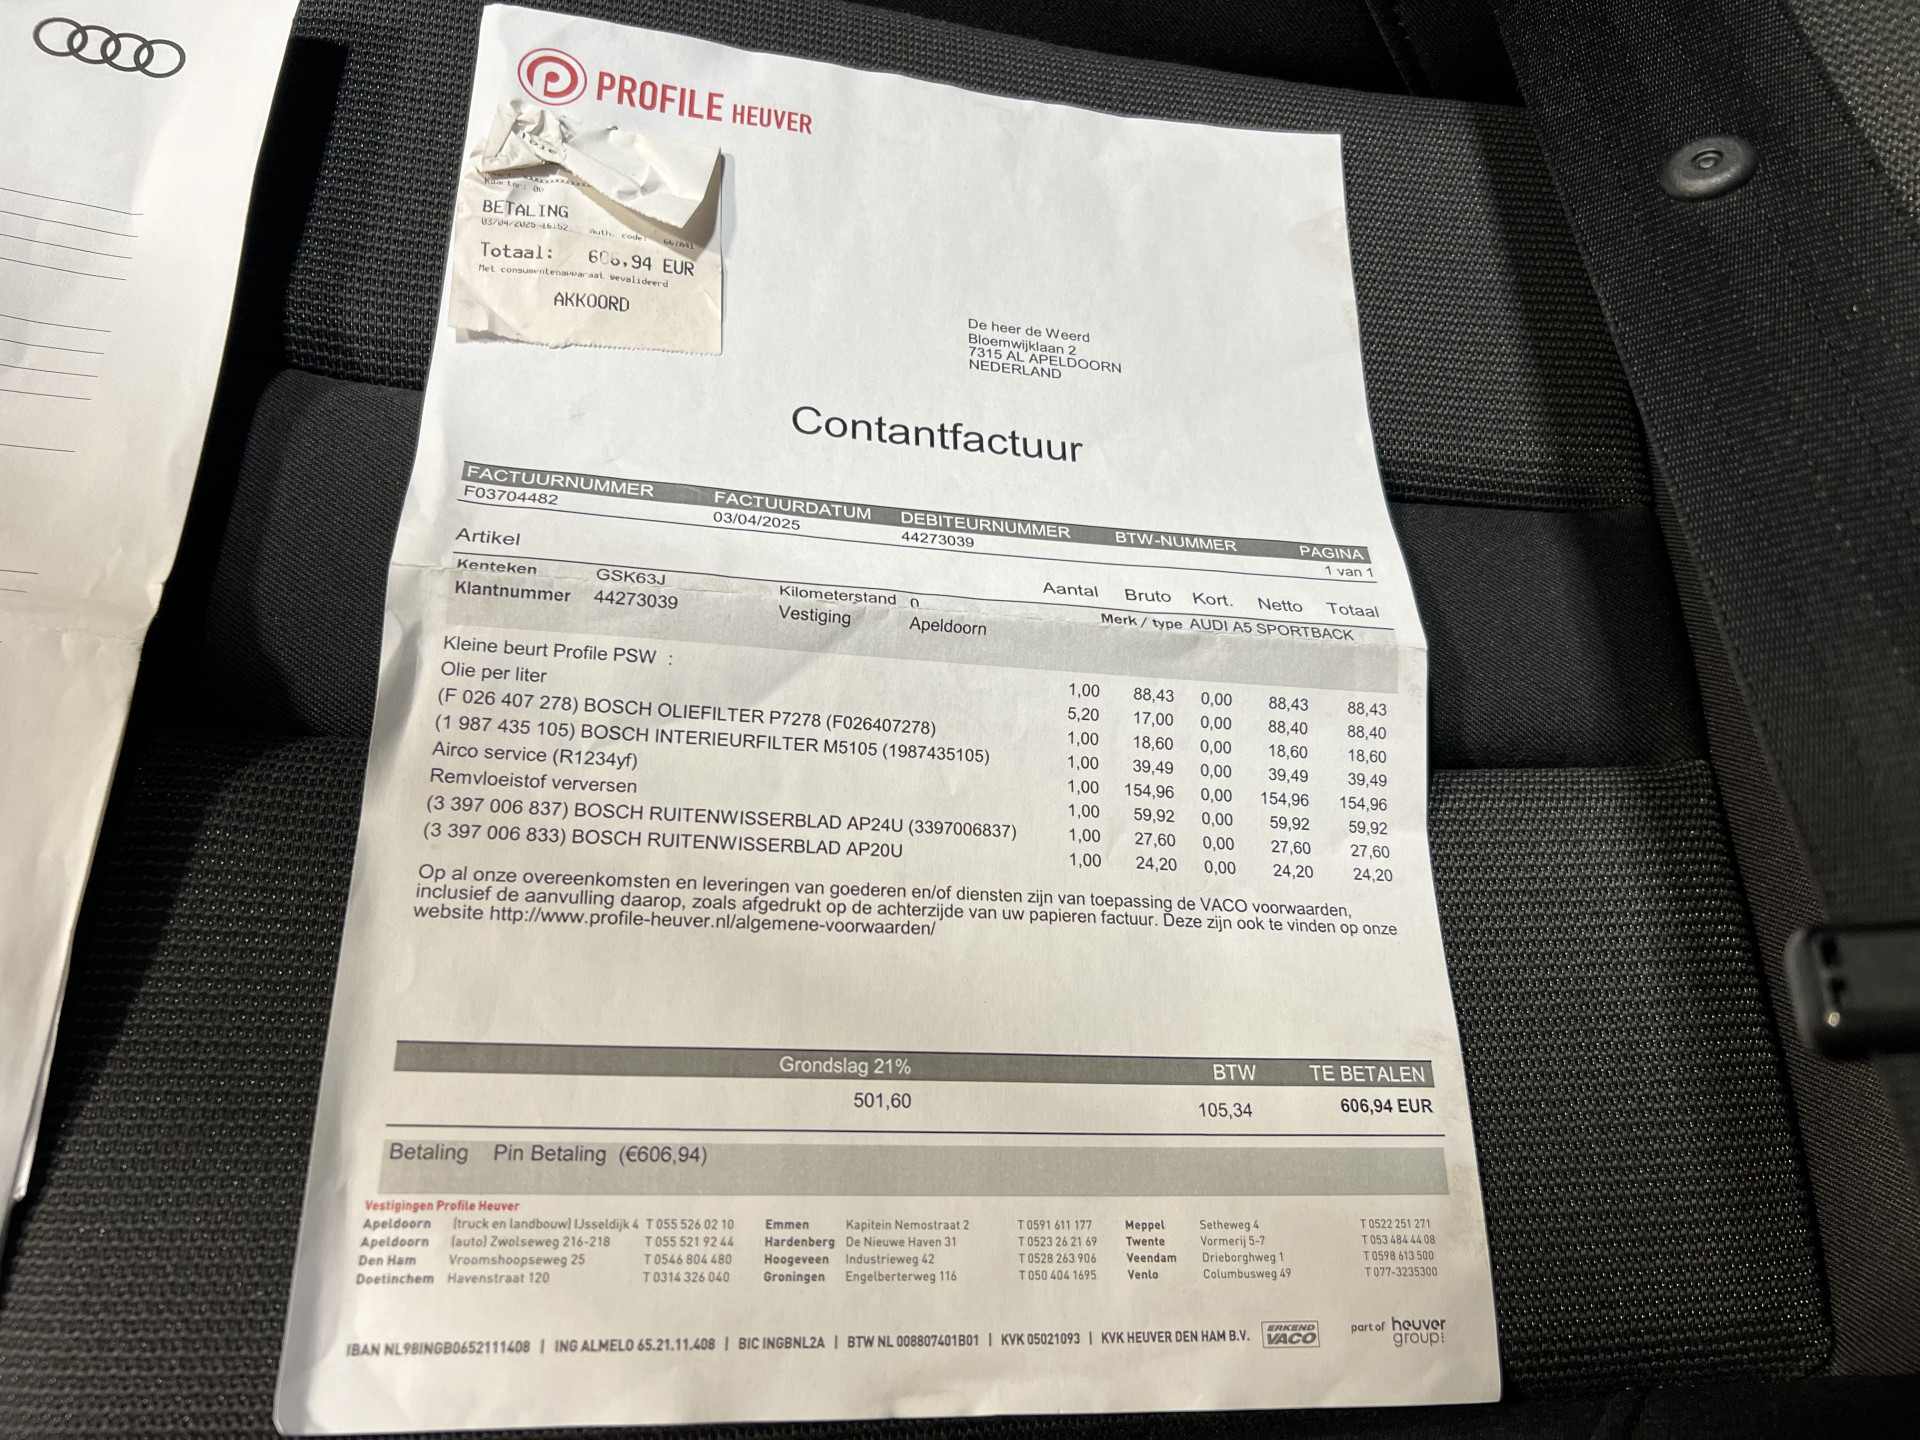 PROFILE HEUVER
BETALING
03/04/2025 16:52 Auth. code: 667A41
Totaal: 606,94 EUR
Met consumentenapparaat gevalideerd
AKKOORD
De heer de Weerd
Bloemwijklaan 2
7315 AL APELDOORN
NEDERLAND
Contantfactuur
FACTUURNUMMER FACTUURDATUM DEBITEURNUMMER BTW-NUMMER PAGINA
F03704482 03/04/2025 44273039 1 van 1
Artikel Aantal Bruto Kort. Netto Totaal
Kenteken GSK63J Kilometerstand 0 Merk / type AUDI A5 SPORTBACK
Klantnummer 44273039 Vestiging Apeldoorn
Kleine beurt Profile PSW : 1,00 88,43 0,00 88,43 88,43
Olie per liter 5,20 17,00 0,00 88,40 88,40
(F 026 407 278) BOSCH OLIEFILTER P7278 (F026407278) 1,00 18,60 0,00 18,60 18,60
(1 987 435 105) BOSCH INTERIEURFILTER M5105 (1987435105) 1,00 39,49 0,00 39,49 39,49
Airco service (R1234yf) 1,00 154,96 0,00 154,96 154,96
Remvloeistof verversen 1,00 59,92 0,00 59,92 59,92
(3 397 006 837) BOSCH RUITENWISSERBLAD AP24U (3397006837) 1,00 27,60 0,00 27,60 27,60
(3 397 006 833) BOSCH RUITENWISSERBLAD AP20U 1,00 24,20 0,00 24,20 24,20
Op al onze overeenkomsten en leveringen van goederen en/of diensten zijn van toepassing de VACO voorwaarden,
inclusief de aanvulling daarop, zoals afgedrukt op de achterzijde van uw papieren factuur. Deze zijn ook te vinden op onze
website http://www.profile-heuver.nl/algemene-voorwaarden/
Grondslag 21% BTW TE BETALEN
501,60 105,34 606,94 EUR
Betaling Pin Betaling (€606,94)
Vestigingen Profile Heuver
Apeldoorn (truck en landbouw) IJsseldijk 4 T 055 526 02 10 Emmen Kapitein Nemostraat 2 T 0591 611 177 Meppel Setheweg 4 T 0522 251 271
Apeldoorn (auto) Zwolseweg 216-218 T 055 521 92 44 Hardenberg De Nieuwe Haven 31 T 0523 26 21 69 Twente Vormerij 5-7 T 053 484 44 08
Den Ham Vroomshoopseweg 25 T 0546 804 480 Hoogeveen Industrieweg 42 T 0528 263 906 Veendam Drieborghweg 1 T 0598 613 500
Doetinchem Havenstraat 120 T 0314 326 040 Groningen Engelberterweg 116 T 050 404 1695 Venlo Columbusweg 49 T 077-3235300
IBAN NL98INGB0652111408 | ING ALMELO 65.21.11.408 | BIC INGBNL2A | BTW NL 008807401B01 | KVK 05021093 | KVK HEUVER DEN HAM B.V. ERKEND VACO part of heuver group